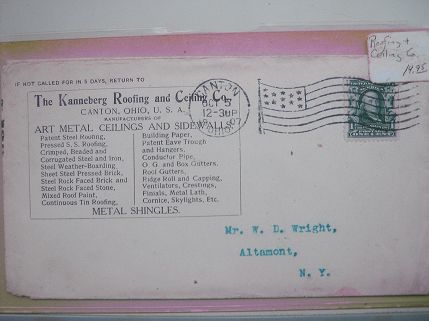 Roofing +
Ceiling Co.
14.95
IF NOT CALLED FOR IN 5 DAYS, RETURN TO
The Kanneberg Roofing and Ceiling Co.
CANTON, OHIO, U. S. A.
MANUFACTURERS OF
ART METAL CEILINGS AND SIDEWALLS
Patent Steel Roofing,
Pressed S. S. Roofing,
Crimped, Beaded and
Corrugated Steel and Iron,
Steel Weather-Boarding
Sheet Steel Pressed Brick,
Steel Rock Faced Brick and
Steel Rock Faced Stone,
Mixed Roof Paint,
Continuous Tin Roofing,
Building Paper,
Patent Eave Trough
and Hangers,
Conductor Pipe,
O. G. and Box Gutters,
Roof Gutters,
Ridge Roll and Capping,
Ventilators, Crestings,
Finials, Metal Lath,
Cornice, Skylights, Etc.
METAL SHINGLES.
CANTON
OCT 5
12-3 UP
OHIO
Mr. W. D. Wright,
Altamont,
N. Y.